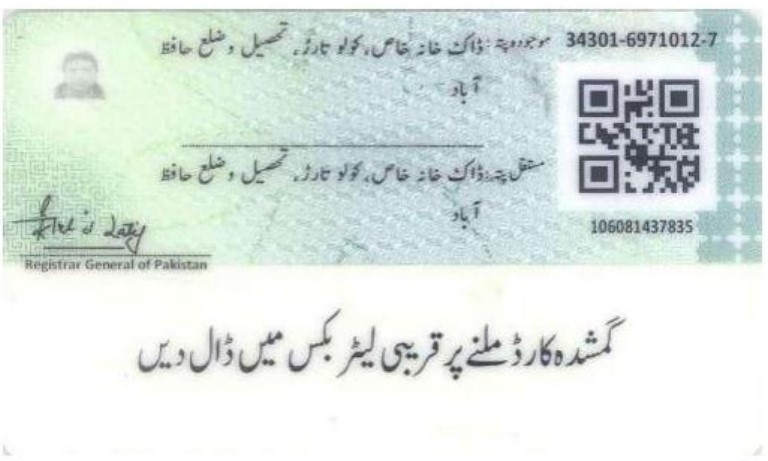 34301-6971012-7
موجودہ پتہ: ڈاک خانہ خاص، کولو تارڑ، تحصیل و ضلع حافظ
آباد
مستقل پتہ: ڈاک خانہ خاص، کولو تارڑ، تحصیل و ضلع حافظ
آباد
106081437835
Registrar General of Pakistan
گمشدہ کارڈ ملنے پر قریبی لیٹر بکس میں ڈال دیں